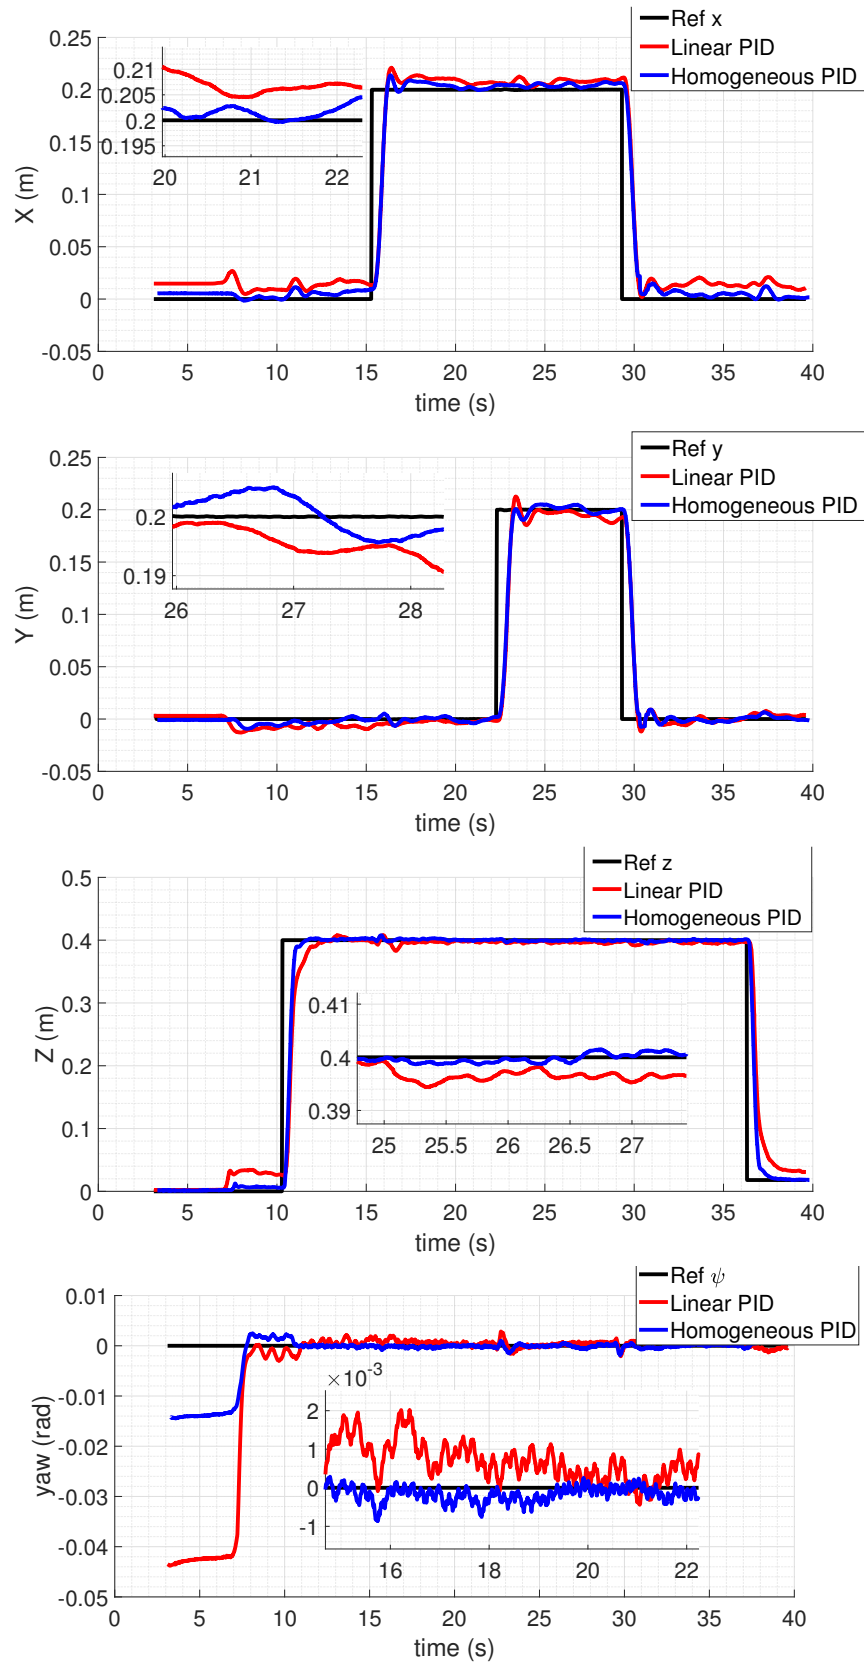 Ref x
Linear PID
Homogeneous PID
0.25
0.2
0.15
0.1
0.05
0
-0.05
X (m)
0.21
0.205
0.2
0.195
20 21 22
0 5 10 15 20 25 30 35 40
time (s)
Ref y
Linear PID
Homogeneous PID
0.25
0.2
0.15
0.1
0.05
0
-0.05
Y (m)
0.2
0.19
26 27 28
0 5 10 15 20 25 30 35 40
time (s)
Ref z
Linear PID
Homogeneous PID
0.5
0.4
0.3
0.2
0.1
0
Z (m)
0.41
0.4
0.39
25 25.5 26 26.5 27
0 5 10 15 20 25 30 35 40
time (s)
Ref ψ
Linear PID
Homogeneous PID
0.01
0
-0.01
-0.02
-0.03
-0.04
-0.05
yaw (rad)
×10⁻³
2
1
0
-1
16 18 20 22
0 5 10 15 20 25 30 35 40
time (s)